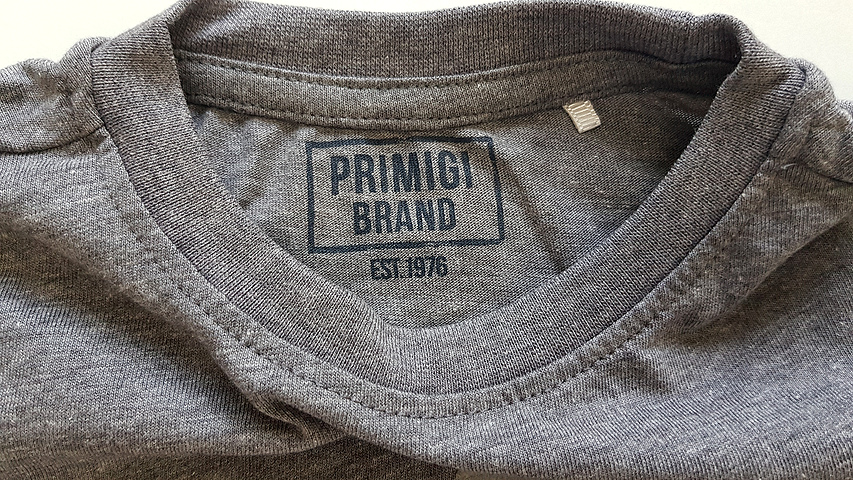 PRIMIGI
BRAND
EST.1976